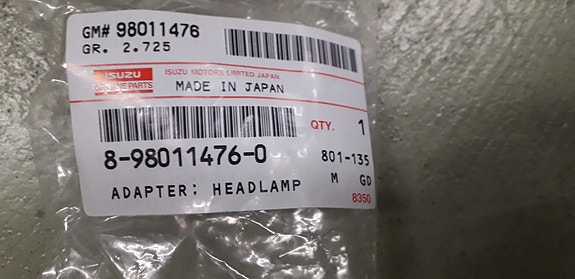 GM# 98011476
GR. 2.725
ISUZU
GENUINE PARTS
ISUZU MOTORS LIMITED JAPAN
MADE IN JAPAN
QTY. 1
8-98011476-0
801-135
ADAPTER: HEADLAMP
M GD
8350